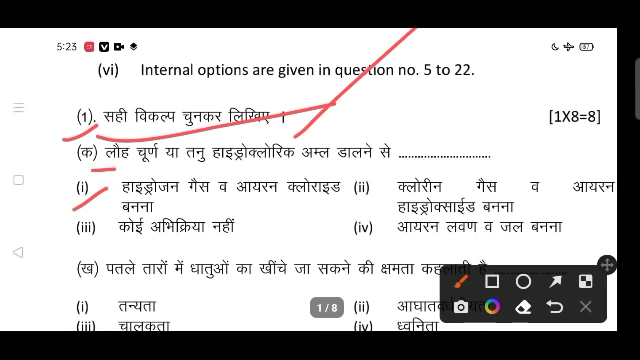 5:23 57
(vi) Internal options are given in question no. 5 to 22.
(1). सही विकल्प चुनकर लिखिए । [1X8=8]
(क) लौह चूर्ण या तनु हाइड्रोक्लोरिक अम्ल डालने से ............................
(i) हाइड्रोजन गैस व आयरन क्लोराइड (ii) क्लोरीन गैस व आयरन
बनना हाइड्रोक्साईड बनना
(iii) कोई अभिक्रिया नहीं (iv) आयरन लवण व जल बनना
(ख) पतले तारों में धातुओं का खींचे जा सकने की क्षमता कहलाती है ......................
(i) तन्यता 1 / 8 (ii)
(iii) चालकता (iv) ध्वनिता